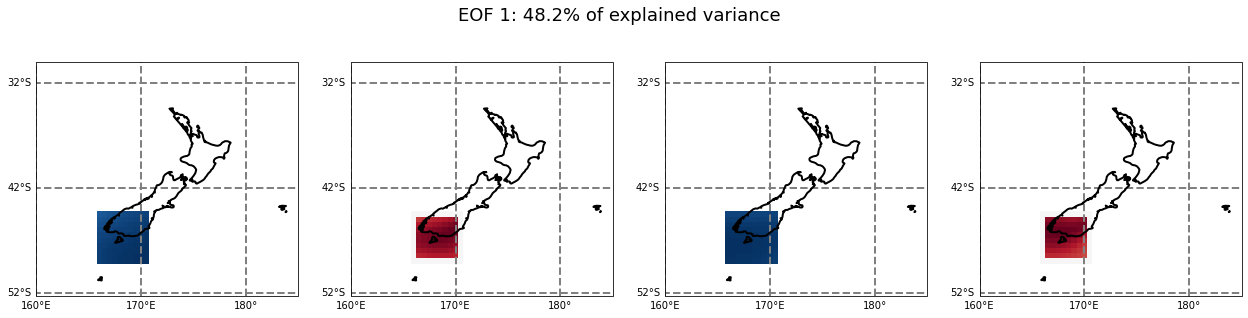 EOF 1: 48.2% of explained variance
32°S 32°S 32°S 32°S
42°S 42°S 42°S 42°S
52°S 52°S 52°S 52°S
160°E 170°E 180° 160°E 170°E 180° 160°E 170°E 180° 160°E 170°E 180°